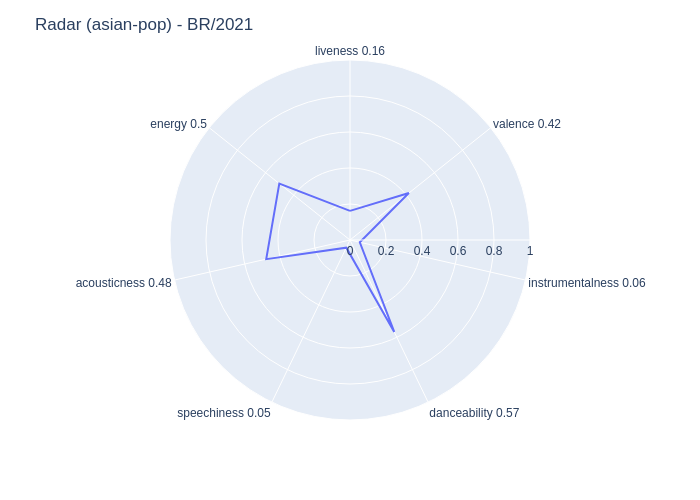 Radar (asian-pop) - BR/2021
liveness 0.16
energy 0.5
valence 0.42
0 0.2 0.4 0.6 0.8 1
acousticness 0.48
instrumentalness 0.06
speechiness 0.05
danceability 0.57